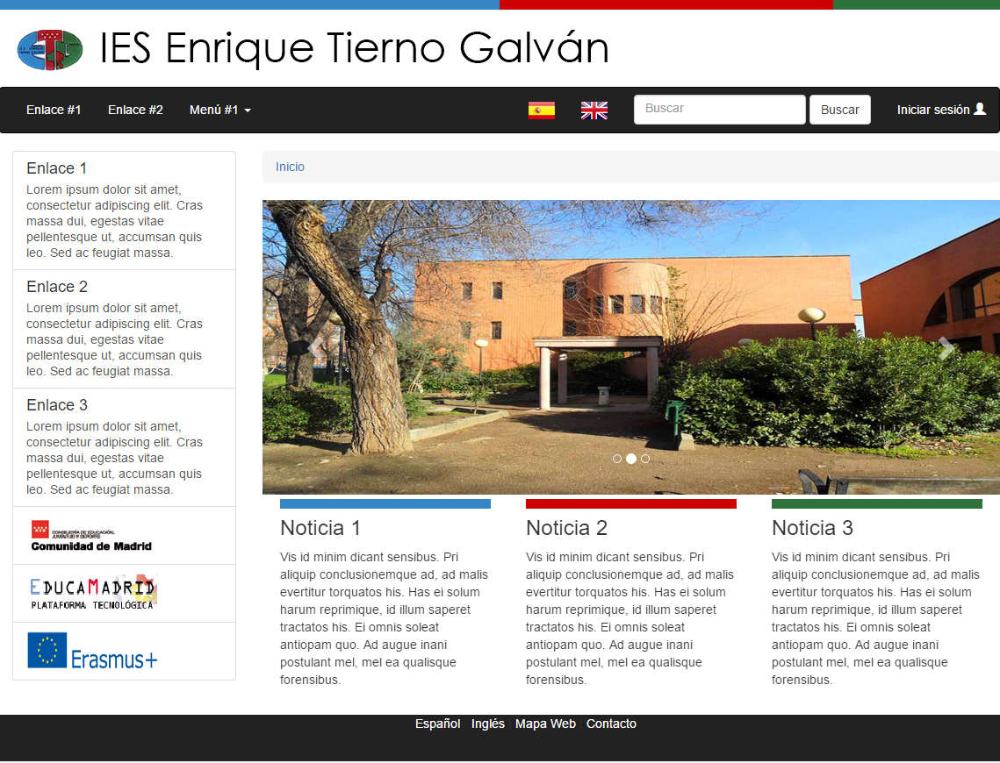 IES Enrique Tierno Galván
Enlace #1 Enlace #2 Menú #1 Buscar Buscar Iniciar sesión
Inicio
Enlace 1
Lorem ipsum dolor sit amet,
consectetur adipiscing elit. Cras
massa dui, egestas vitae
pellentesque ut, accumsan quis
leo. Sed ac feugiat massa.
Enlace 2
Lorem ipsum dolor sit amet,
consectetur adipiscing elit. Cras
massa dui, egestas vitae
pellentesque ut, accumsan quis
leo. Sed ac feugiat massa.
Enlace 3
Lorem ipsum dolor sit amet,
consectetur adipiscing elit. Cras
massa dui, egestas vitae
pellentesque ut, accumsan quis
leo. Sed ac feugiat massa.
CONSEJERÍA DE EDUCACIÓN,
JUVENTUD Y DEPORTE
Comunidad de Madrid
EDUCAMADRID
PLATAFORMA TECNOLÓGICA
Erasmus+
Noticia 1
Vis id minim dicant sensibus. Pri
aliquip conclusionemque ad, ad malis
evertitur torquatos his. Has ei solum
harum reprimique, id illum saperet
tractatos his. Ei omnis soleat
antiopam quo. Ad augue inani
postulant mel, mel ea qualisque
forensibus.
Noticia 2
Vis id minim dicant sensibus. Pri
aliquip conclusionemque ad, ad malis
evertitur torquatos his. Has ei solum
harum reprimique, id illum saperet
tractatos his. Ei omnis soleat
antiopam quo. Ad augue inani
postulant mel, mel ea qualisque
forensibus.
Noticia 3
Vis id minim dicant sensibus. Pri
aliquip conclusionemque ad, ad malis
evertitur torquatos his. Has ei solum
harum reprimique, id illum saperet
tractatos his. Ei omnis soleat
antiopam quo. Ad augue inani
postulant mel, mel ea qualisque
forensibus.
Español | Inglés | Mapa Web | Contacto